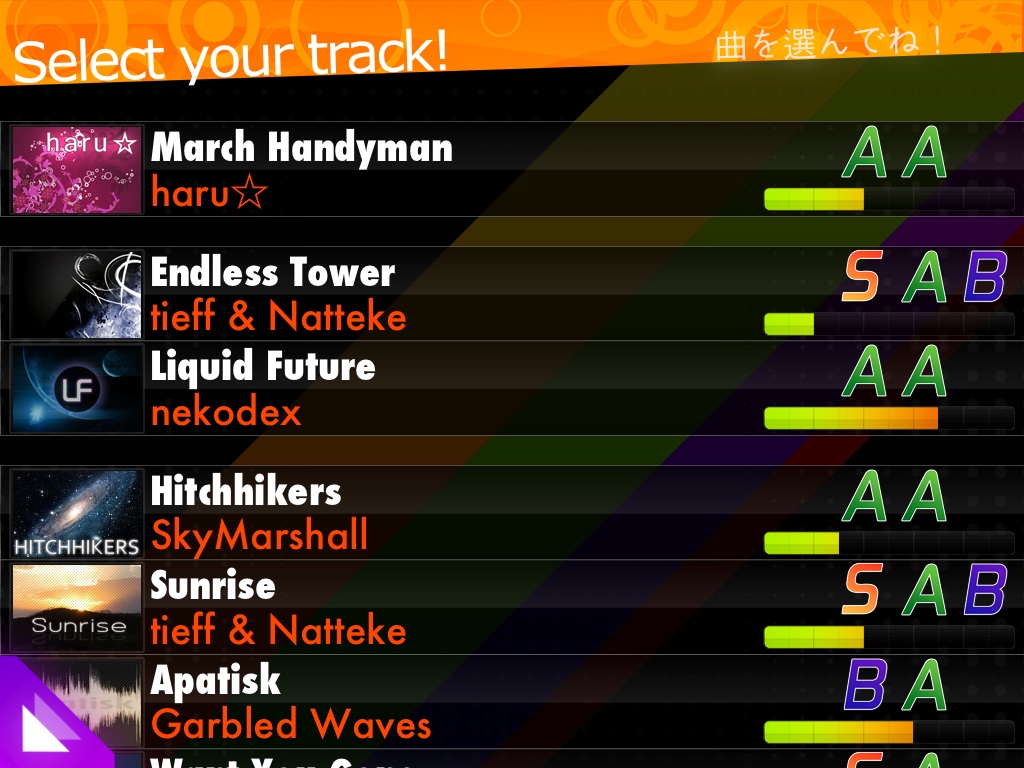 Select your track!
曲を選んでね！
haru☆
March Handyman
A A
haru☆
Endless Tower
S A B
tieff & Natteke
LF
Liquid Future
A A
nekodex
HITCHHIKERS
Hitchhikers
A A
SkyMarshall
Sunrise
Sunrise
S A B
tieff & Natteke
Apatisk
B A
Garbled Waves
S A